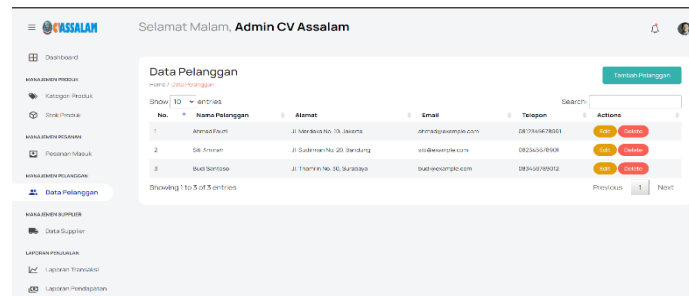 CVASSALAM
Selamat Malam, Admin CV Assalam
Dashboard
MANAJEMEN PRODUK
Kategori Produk
Stok Produk
MANAJEMEN PESANAN
Pesanan Masuk
MANAJEMEN PELANGGAN
Data Pelanggan
MANAJEMEN SUPPLIER
Data Supplier
LAPORAN PENJUALAN
Laporan Transaksi
Laporan Pendapatan
Data Pelanggan
Home / Data Pelanggan
Tambah Pelanggan
Show 10 entries
Search:
No. Nama Pelanggan Alamat Email Telepon Actions
1 Ahmad Fauzi Jl. Merdeka No. 10, Jakarta ahmad@example.com Edit Delete
2 Siti Aminah Jl. Sudirman No. 20, Bandung siti@example.com 082345678901 Edit Delete
3 Budi Santoso Jl. Thamrin No. 30, Surabaya budi@example.com 083456789012 Edit Delete
Showing 1 to 3 of 3 entries
Previous 1 Next